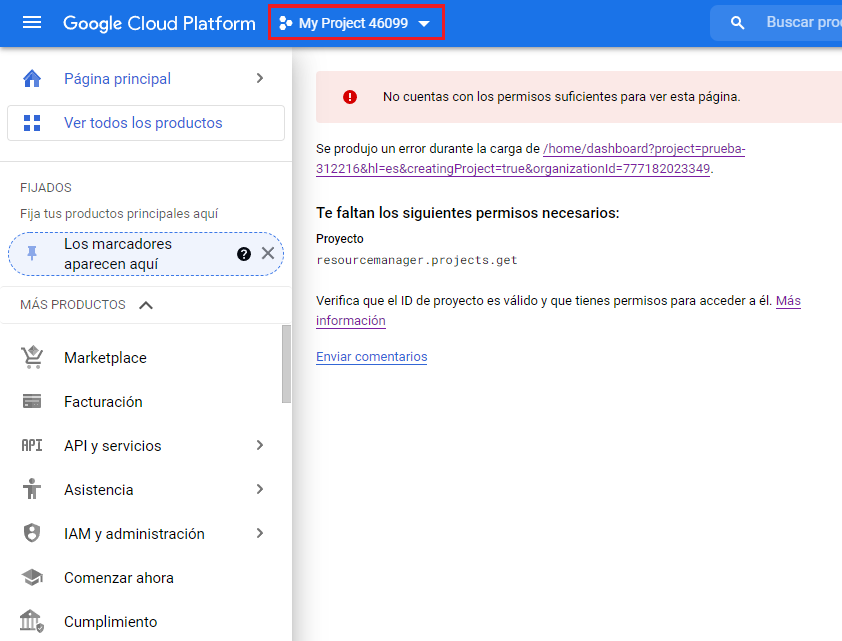 Google Cloud Platform
My Project 46099
Buscar pro
Página principal
Ver todos los productos
FIJADOS
Fija tus productos principales aquí
Los marcadores
aparecen aquí
MÁS PRODUCTOS
Marketplace
Facturación
API
API y servicios
Asistencia
IAM y administración
Comenzar ahora
Cumplimiento
No cuentas con los permisos suficientes para ver esta página.
Se produjo un error durante la carga de /home/dashboard?project=prueba-
312216&hl=es&creatingProject=true&organizationId=777182023349.
Te faltan los siguientes permisos necesarios:
Proyecto
resourcemanager.projects.get
Verifica que el ID de proyecto es válido y que tienes permisos para acceder a él. Más
información
Enviar comentarios